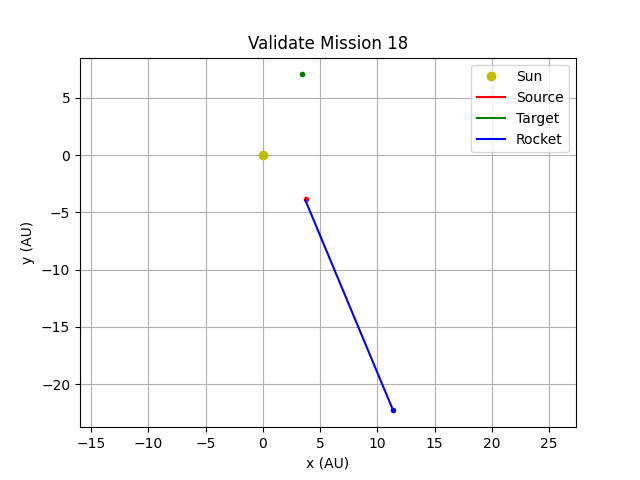 Validate Mission 18
Sun
Source
Target
Rocket
5
0
−5
−10
−15
−20
y (AU)
−15 −10 −5 0 5 10 15 20 25
x (AU)